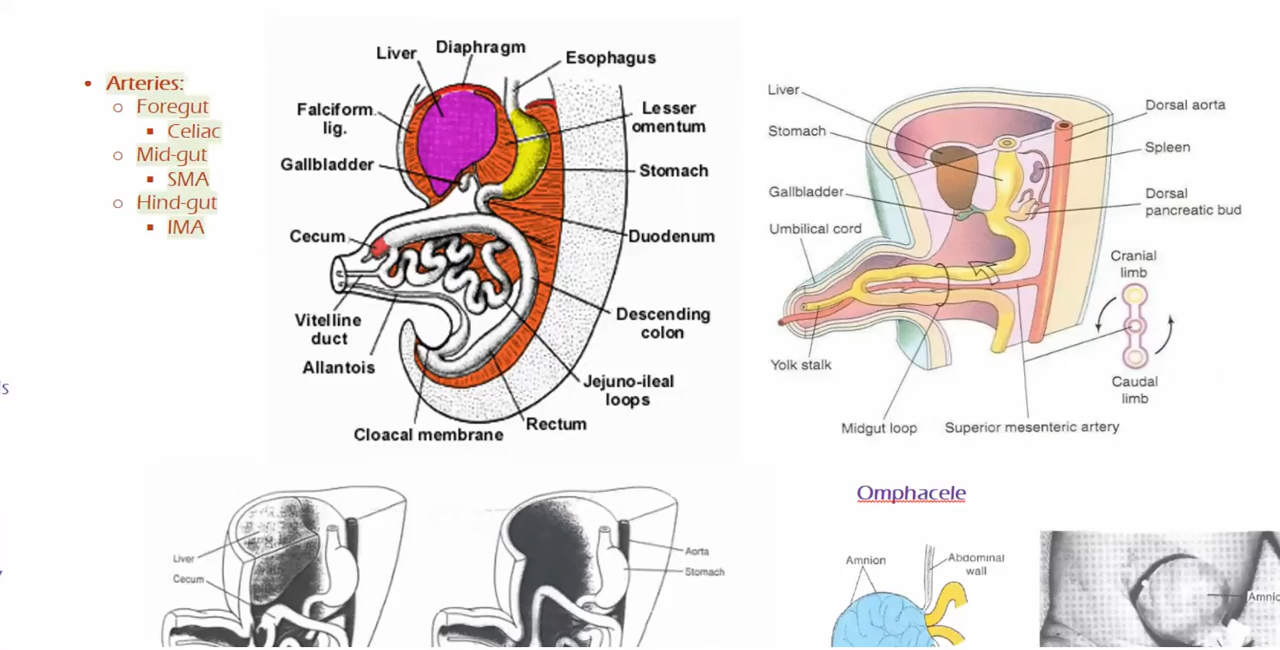 • Arteries:
o Foregut
▪ Celiac
o Mid-gut
▪ SMA
o Hind-gut
▪ IMA
Liver
Diaphragm
Esophagus
Falciform
lig.
Lesser
omentum
Gallbladder
Stomach
Cecum
Duodenum
Vitelline
duct
Descending
colon
Allantois
Jejuno-ileal
loops
Rectum
Cloacal membrane
Liver
Dorsal aorta
Stomach
Spleen
Gallbladder
Dorsal
pancreatic bud
Umbilical cord
Cranial
limb
Yolk stalk
Caudal
limb
Midgut loop
Superior mesenteric artery
Liver
Cecum
Aorta
Stomach
Omphacele
Amnion
Abdominal
wall